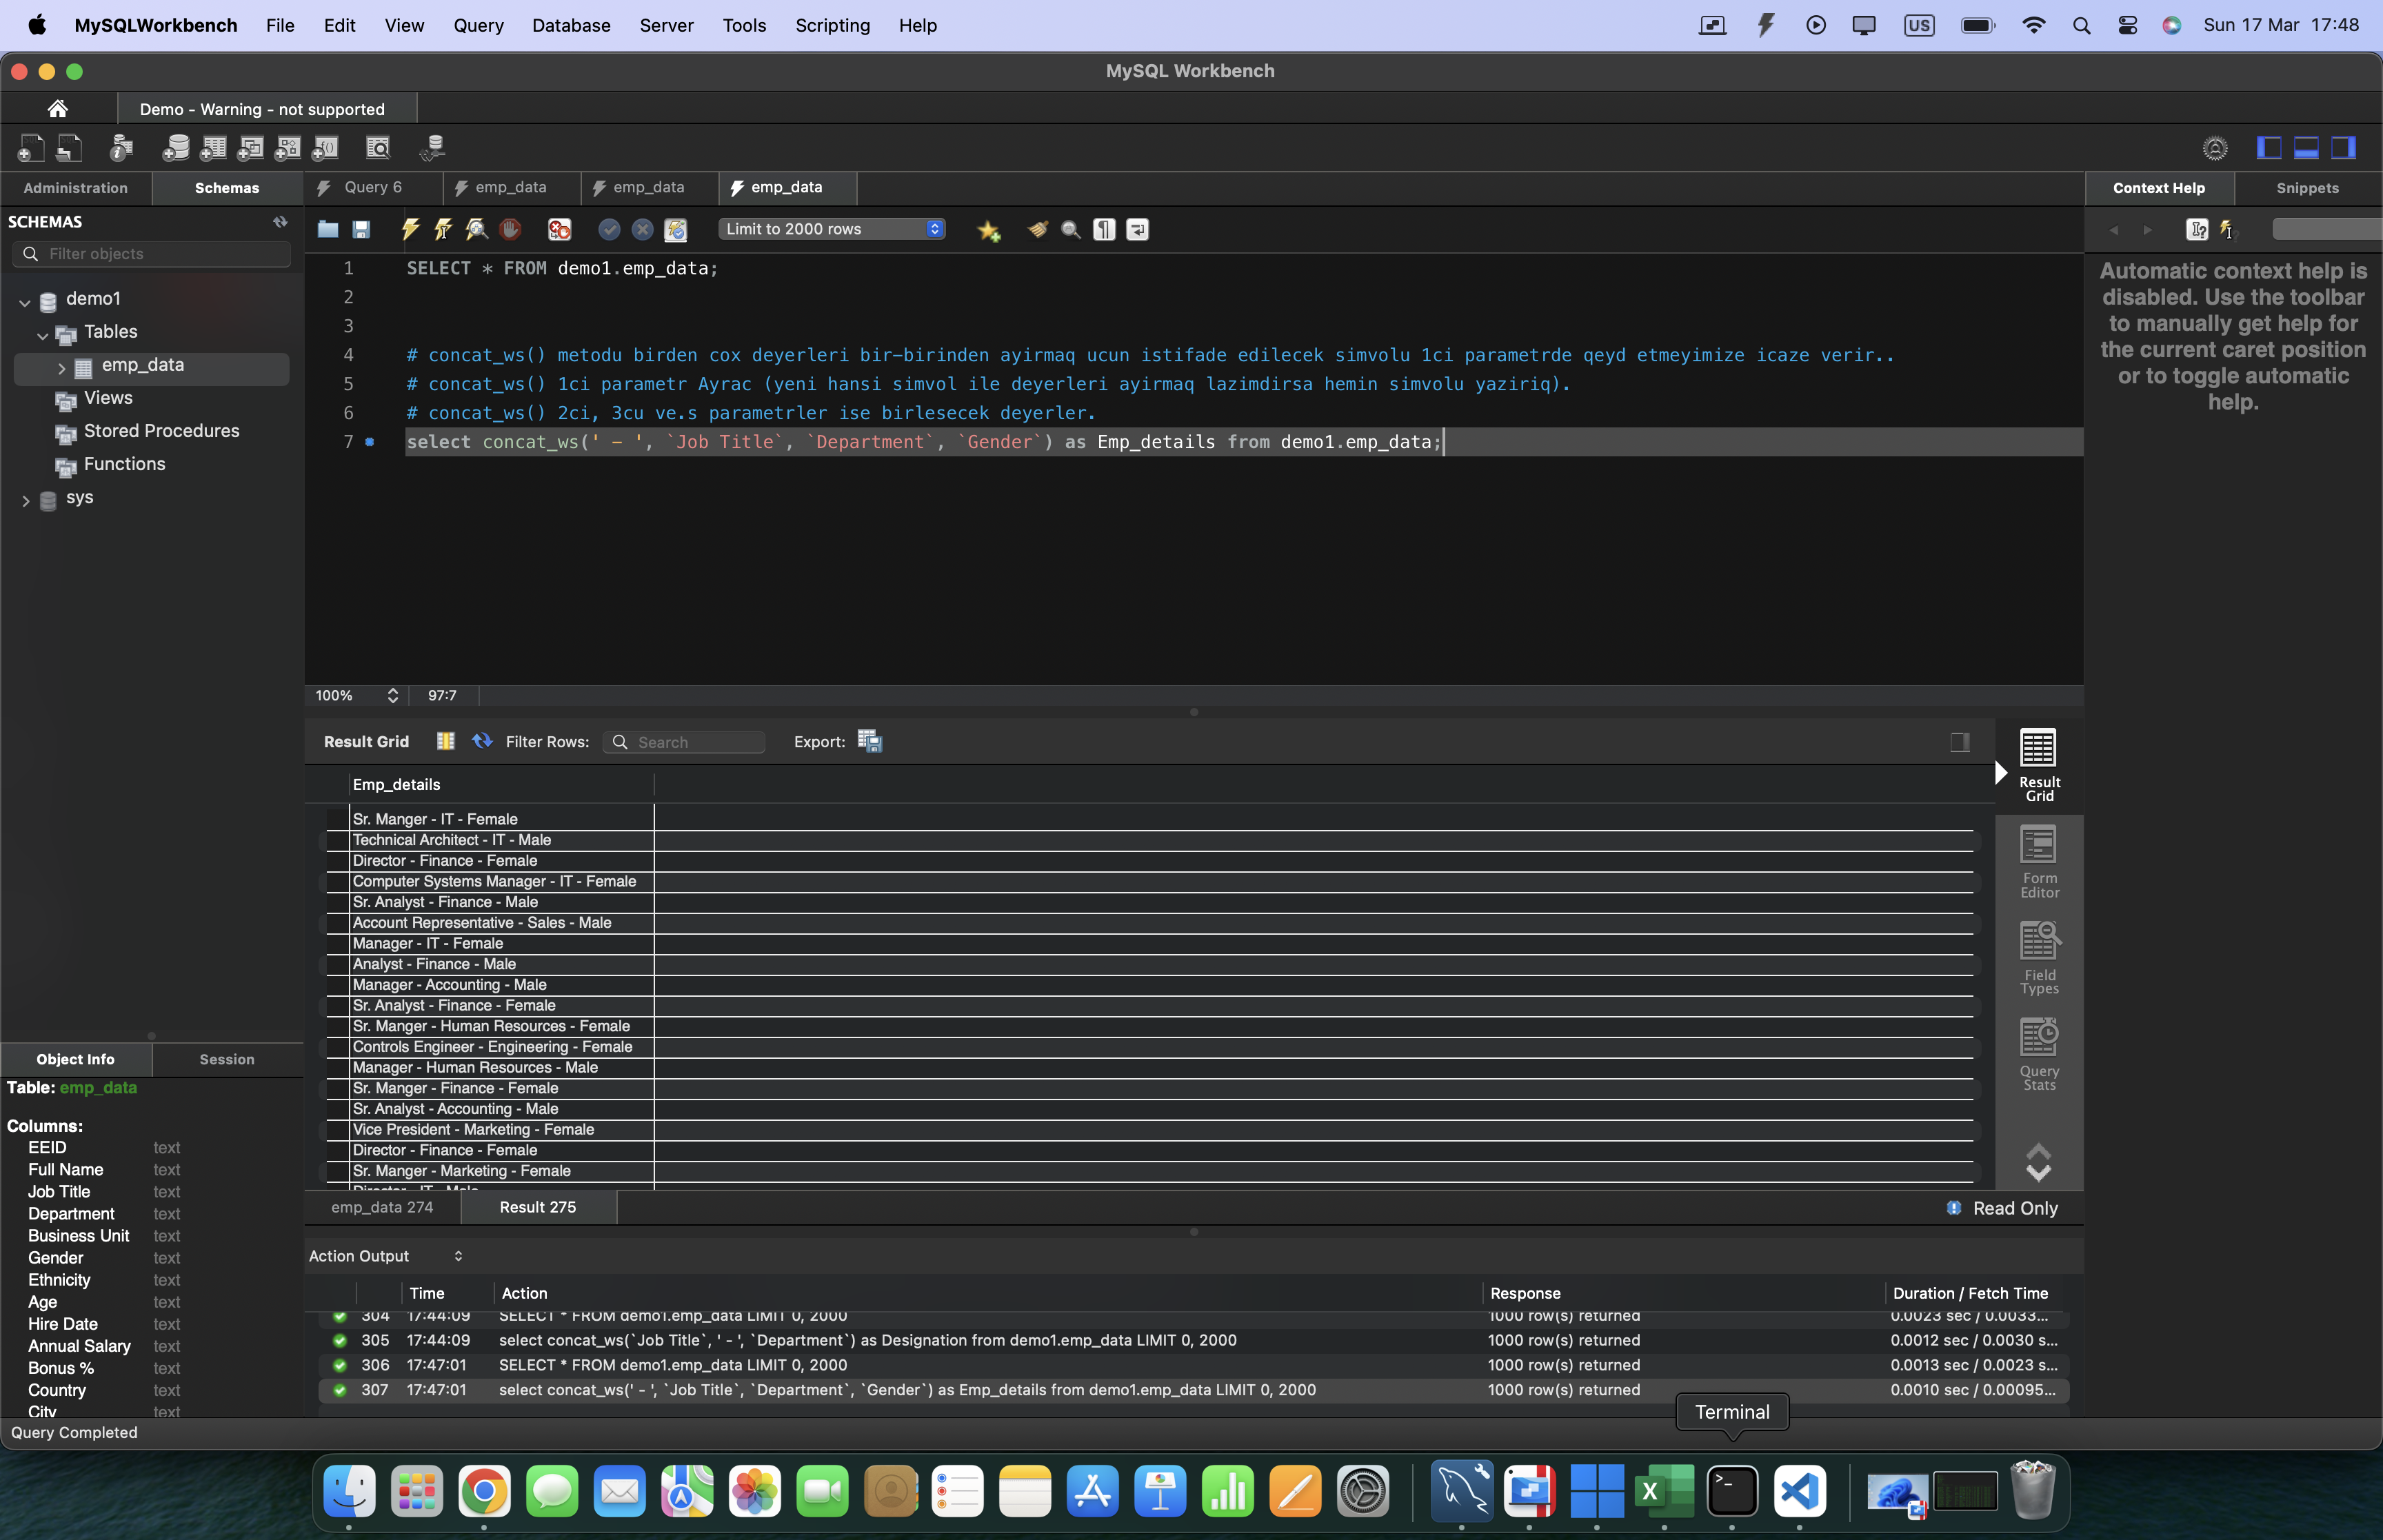 MySQLWorkbench File Edit View Query Database Server Tools Scripting Help US Sun 17 Mar 17:48
MySQL Workbench
Demo - Warning - not supported
Administration Schemas Query 6 emp_data emp_data emp_data Context Help Snippets
SCHEMAS
Limit to 2000 rows
Filter objects
demo1
Tables
emp_data
Views
Stored Procedures
Functions
sys
1 SELECT * FROM demo1.emp_data;
2
3
4 # concat_ws() metodu birden cox deyerleri bir-birinden ayirmaq ucun istifade edilecek simvolu 1ci parametrde qeyd etmeyimize icaze verir..
5 # concat_ws() 1ci parametr Ayrac (yeni hansi simvol ile deyerleri ayirmaq lazimdirsa hemin simvolu yaziriq).
6 # concat_ws() 2ci, 3cu ve.s parametrler ise birlesecek deyerler.
7 select concat_ws(' - ', `Job Title`, `Department`, `Gender`) as Emp_details from demo1.emp_data;
Automatic context help is
disabled. Use the toolbar
to manually get help for
the current caret position
or to toggle automatic
help.
100% 97:7
Result Grid Filter Rows: Search Export:
Emp_details
Sr. Manger - IT - Female
Technical Architect - IT - Male
Director - Finance - Female
Computer Systems Manager - IT - Female
Sr. Analyst - Finance - Male
Account Representative - Sales - Male
Manager - IT - Female
Analyst - Finance - Male
Manager - Accounting - Male
Sr. Analyst - Finance - Female
Sr. Manger - Human Resources - Female
Controls Engineer - Engineering - Female
Manager - Human Resources - Male
Sr. Manger - Finance - Female
Sr. Analyst - Accounting - Male
Vice President - Marketing - Female
Director - Finance - Female
Sr. Manger - Marketing - Female
Director - IT - Male
Result
Grid
Form
Editor
Field
Types
Query
Stats
emp_data 274 Result 275 Read Only
Object Info Session
Table: emp_data
Columns:
EEID text
Full Name text
Job Title text
Department text
Business Unit text
Gender text
Ethnicity text
Age text
Hire Date text
Annual Salary text
Bonus % text
Country text
City text
Action Output
Time Action Response Duration / Fetch Time
304 17:44:09 SELECT * FROM demo1.emp_data LIMIT 0, 2000 1000 row(s) returned 0.0023 sec / 0.0033...
305 17:44:09 select concat_ws(`Job Title`, ' - ', `Department`) as Designation from demo1.emp_data LIMIT 0, 2000 1000 row(s) returned 0.0012 sec / 0.0030 s...
306 17:47:01 SELECT * FROM demo1.emp_data LIMIT 0, 2000 1000 row(s) returned 0.0013 sec / 0.0023 s...
307 17:47:01 select concat_ws(' - ', `Job Title`, `Department`, `Gender`) as Emp_details from demo1.emp_data LIMIT 0, 2000 1000 row(s) returned 0.0010 sec / 0.00095...
Terminal
Query Completed